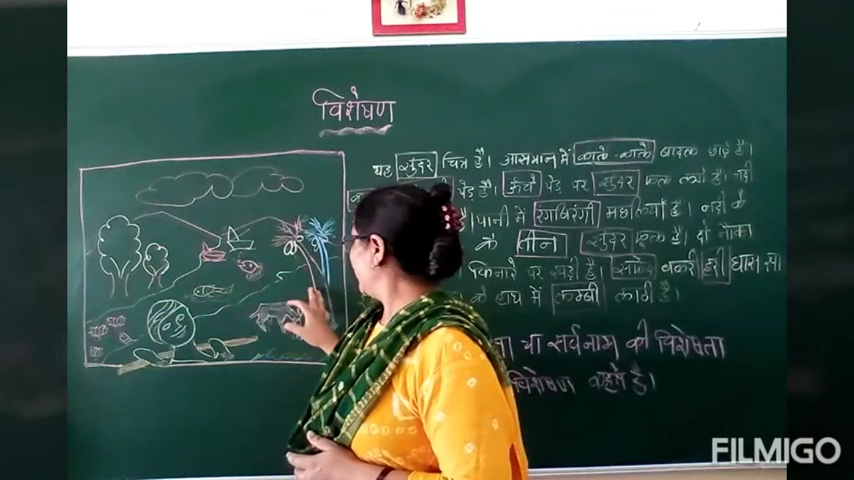 विशेषण
यह सुंदर चित्र है। आसमान में काले-काले बादल छाई है।
पेड़ है। ऊँचे पेड़ पर सुंदर फल लगे है। नदी
है। पानी में रंगबिरंगी मछलियाँ है। नदी के
के तीन सुंदर फूल है। दो नौका
किनारे पर खड़ी है। सफेद बकरी हरी घास खा
के हाथ में लम्बी लाठी है।
या सर्वनाम की विशेषता
विशेषण कहते है।
FILMIGO